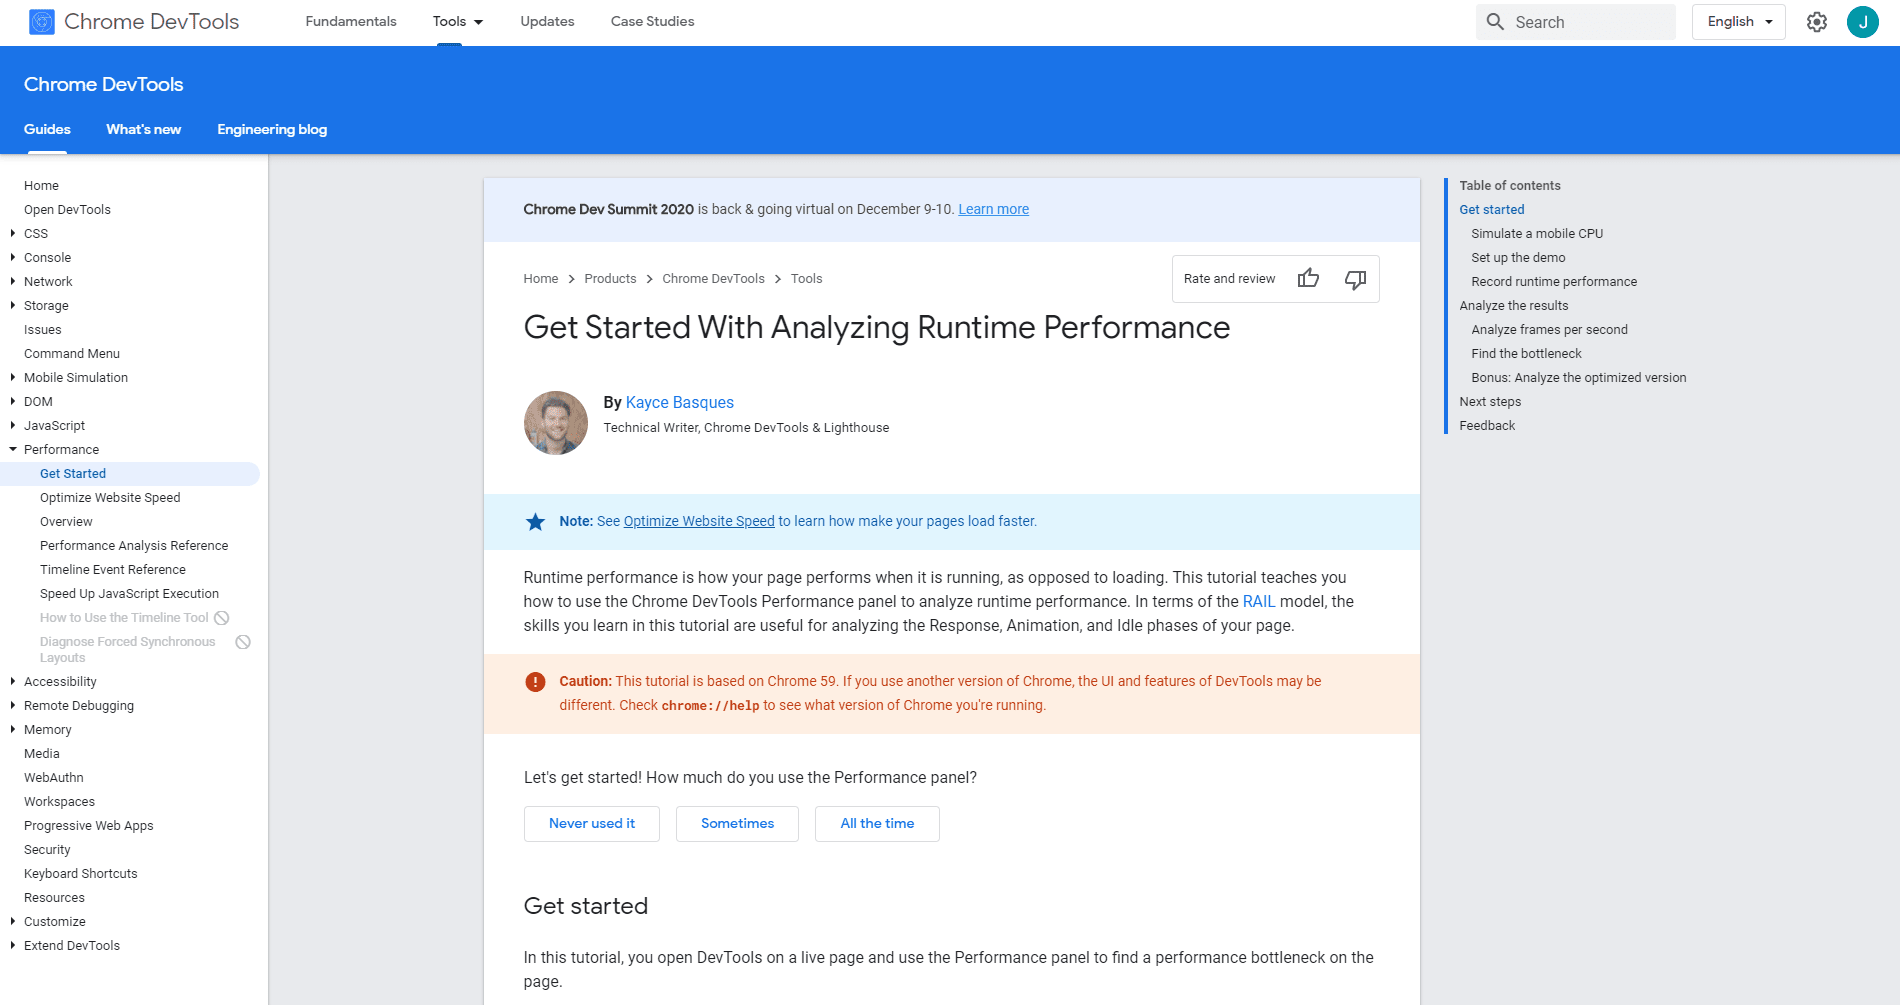 Chrome DevTools
Fundamentals
Tools
Updates
Case Studies
Search
English
J
Chrome DevTools
Guides
What's new
Engineering blog
Home
Open DevTools
CSS
Console
Network
Storage
Issues
Command Menu
Mobile Simulation
DOM
JavaScript
Performance
Get Started
Optimize Website Speed
Overview
Performance Analysis Reference
Timeline Event Reference
Speed Up JavaScript Execution
How to Use the Timeline Tool
Diagnose Forced Synchronous
Layouts
Accessibility
Remote Debugging
Memory
Media
WebAuthn
Workspaces
Progressive Web Apps
Security
Keyboard Shortcuts
Resources
Customize
Extend DevTools
Chrome Dev Summit 2020 is back & going virtual on December 9-10. Learn more
Home > Products > Chrome DevTools > Tools
Rate and review
Get Started With Analyzing Runtime Performance
By Kayce Basques
Technical Writer, Chrome DevTools & Lighthouse
Note: See Optimize Website Speed to learn how make your pages load faster.
Runtime performance is how your page performs when it is running, as opposed to loading. This tutorial teaches you
how to use the Chrome DevTools Performance panel to analyze runtime performance. In terms of the RAIL model, the
skills you learn in this tutorial are useful for analyzing the Response, Animation, and Idle phases of your page.
Caution: This tutorial is based on Chrome 59. If you use another version of Chrome, the UI and features of DevTools may be
different. Check chrome://help to see what version of Chrome you're running.
Let's get started! How much do you use the Performance panel?
Never used it
Sometimes
All the time
Get started
In this tutorial, you open DevTools on a live page and use the Performance panel to find a performance bottleneck on the
page.
Table of contents
Get started
Simulate a mobile CPU
Set up the demo
Record runtime performance
Analyze the results
Analyze frames per second
Find the bottleneck
Bonus: Analyze the optimized version
Next steps
Feedback